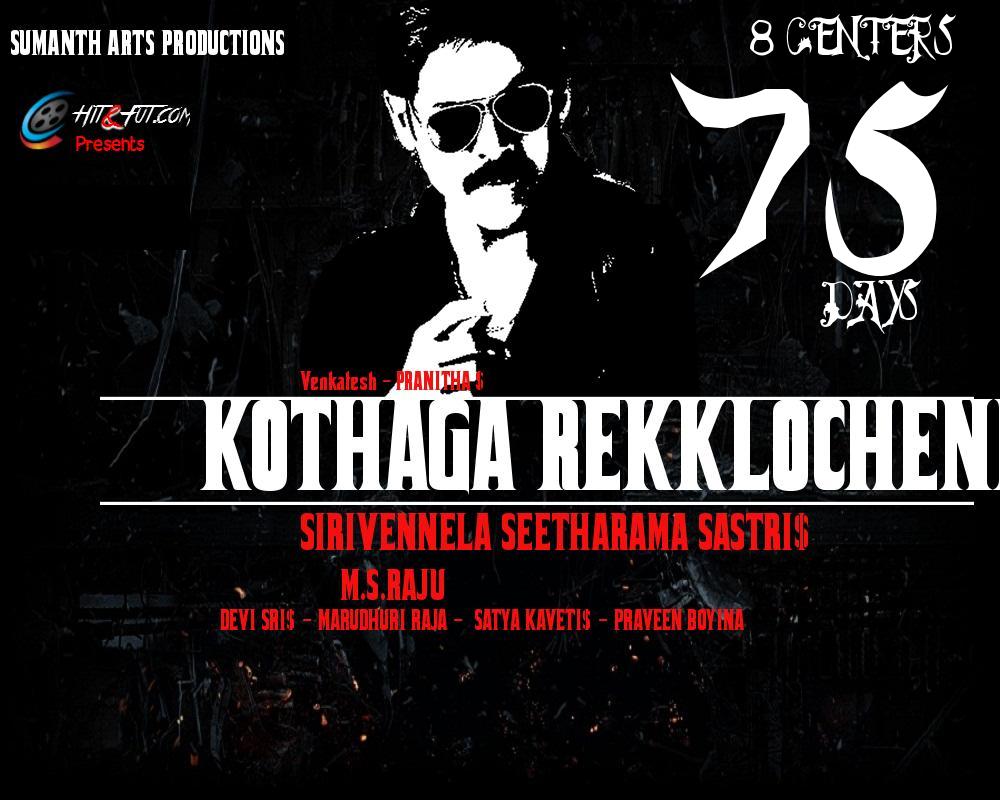 SUMANTH ARTS PRODUCTIONS
8 CENTERS
75
DAYS
HIT&FUT.COM
Presents
Venkatesh - PRANITHA $
KOTHAGA REKKLOCHEN
SIRIVENNELA SEETHARAMA SASTRI$
M.S.RAJU
DEVI SRI$ - MARUDHURI RAJA - SATYA KAVETI$ - PRAVEEN BOYINA